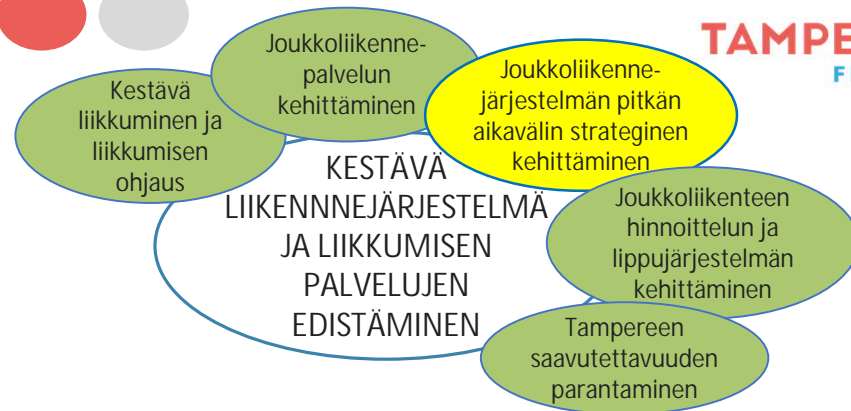 TAMPE
F
Joukkoliikenne-
palvelun
kehittäminen
Joukkoliikenne-
järjestelmän pitkän
aikavälin strateginen
kehittäminen
Kestävä
liikkuminen ja
liikkumisen
ohjaus
KESTÄVÄ
LIIKENNNEJÄRJESTELMÄ
JA LIIKKUMISEN
PALVELUJEN
EDISTÄMINEN
Joukkoliikenteen
hinnoittelun ja
lippujärjestelmän
kehittäminen
Tampereen
saavutettavuuden
parantaminen